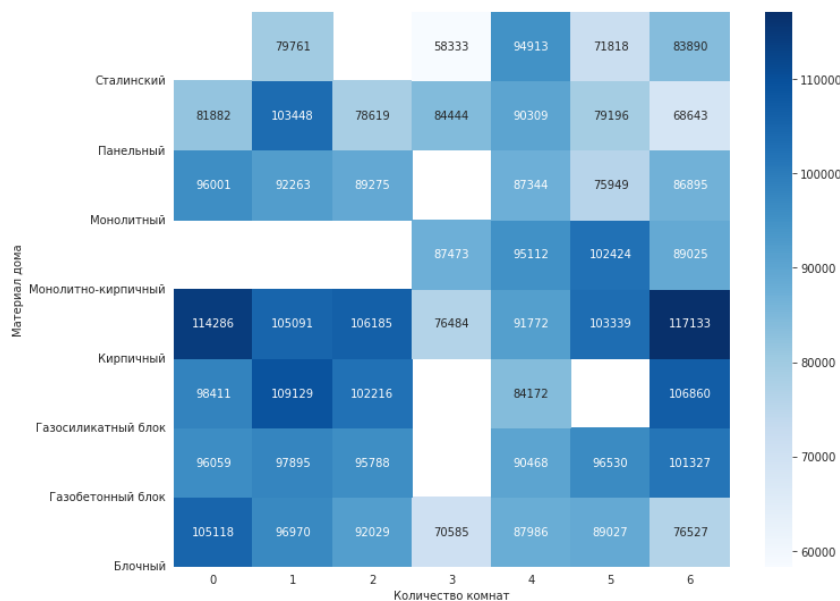 79761 58333 94913 71818 83890
Сталинский
81882 103448 78619 84444 90309 79196 68643
Панельный
96001 92263 89275 87344 75949 86895
Монолитный
87473 95112 102424 89025
Монолитно-кирпичный
114286 105091 106185 76484 91772 103339 117133
Кирпичный
98411 109129 102216 84172 106860
Газосиликатный блок
96059 97895 95788 90468 96530 101327
Газобетонный блок
105118 96970 92029 70585 87986 89027 76527
Блочный
0 1 2 3 4 5 6
Количество комнат
Материал дома
110000
100000
90000
80000
70000
60000